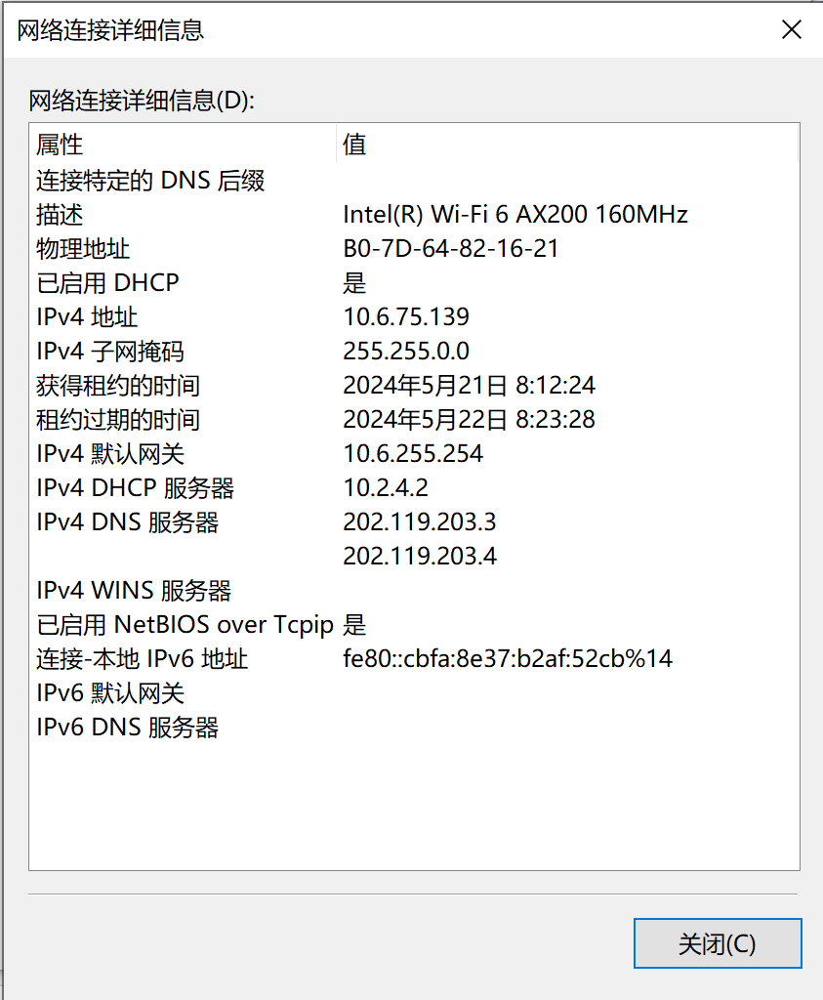 网络连接详细信息
网络连接详细信息(D):
属性 值
连接特定的 DNS 后缀
描述 Intel(R) Wi-Fi 6 AX200 160MHz
物理地址 B0-7D-64-82-16-21
已启用 DHCP 是
IPv4 地址 10.6.75.139
IPv4 子网掩码 255.255.0.0
获得租约的时间 2024年5月21日 8:12:24
租约过期的时间 2024年5月22日 8:23:28
IPv4 默认网关 10.6.255.254
IPv4 DHCP 服务器 10.2.4.2
IPv4 DNS 服务器 202.119.203.3
202.119.203.4
IPv4 WINS 服务器
已启用 NetBIOS over Tcpip 是
连接-本地 IPv6 地址 fe80::cbfa:8e37:b2af:52cb%14
IPv6 默认网关
IPv6 DNS 服务器
关闭(C)